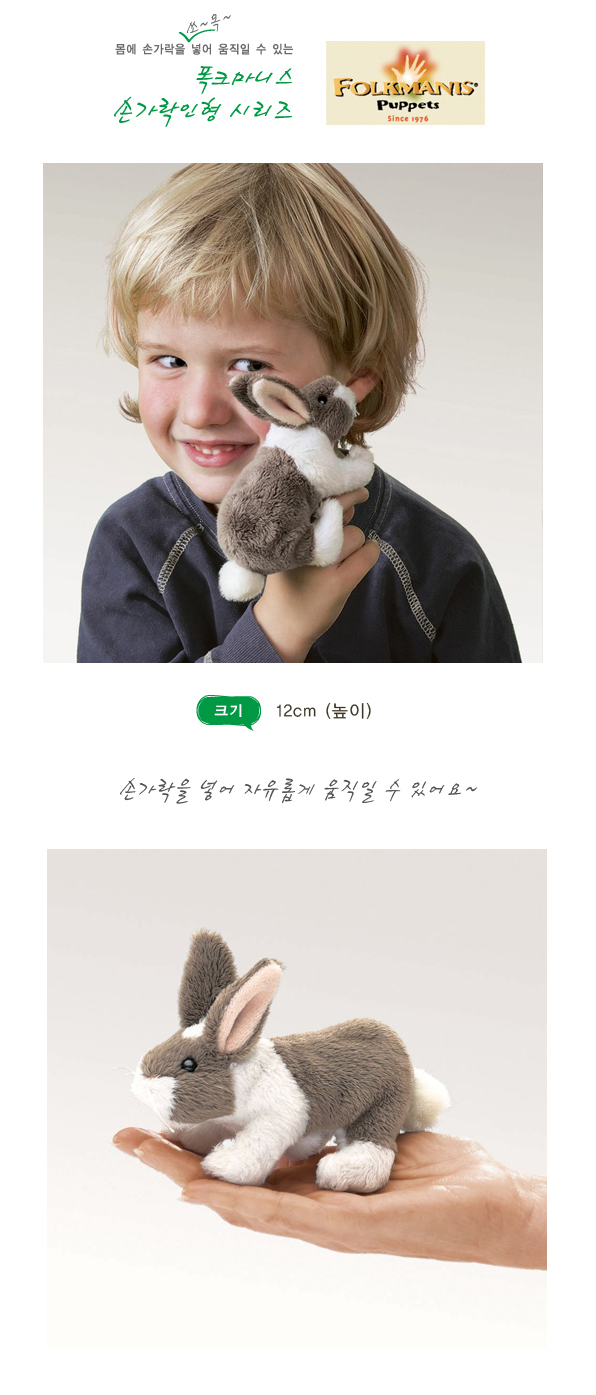 쏘~옥~
몸에 손가락을 넣어 움직일 수 있는
폭크마니스
손가락인형 시리즈
FOLKMANIS®
Puppets
Since 1976
크기 12cm (높이)
손가락을 넣어 자유롭게 움직일 수 있어요~